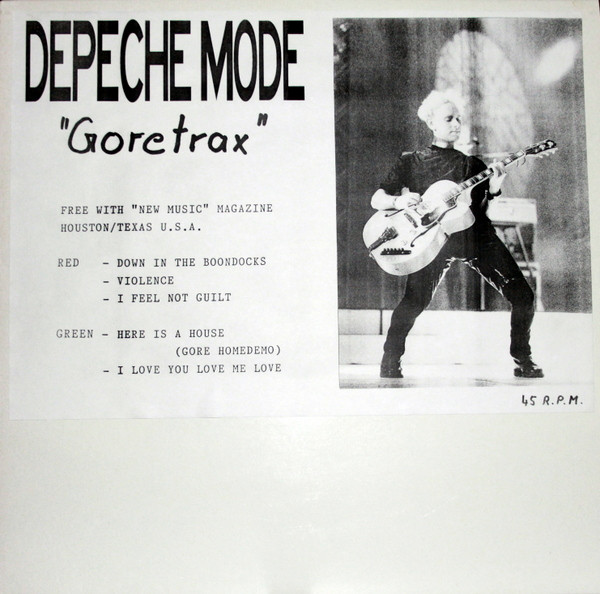 DEPECHE MODE
"Goretrax"
FREE WITH "NEW MUSIC" MAGAZINE
HOUSTON/TEXAS U.S.A.
RED - DOWN IN THE BOONDOCKS
- VIOLENCE
- I FEEL NOT GUILT
GREEN - HERE IS A HOUSE
(GORE HOMEDEMO)
- I LOVE YOU LOVE ME LOVE
45 R.P.M.